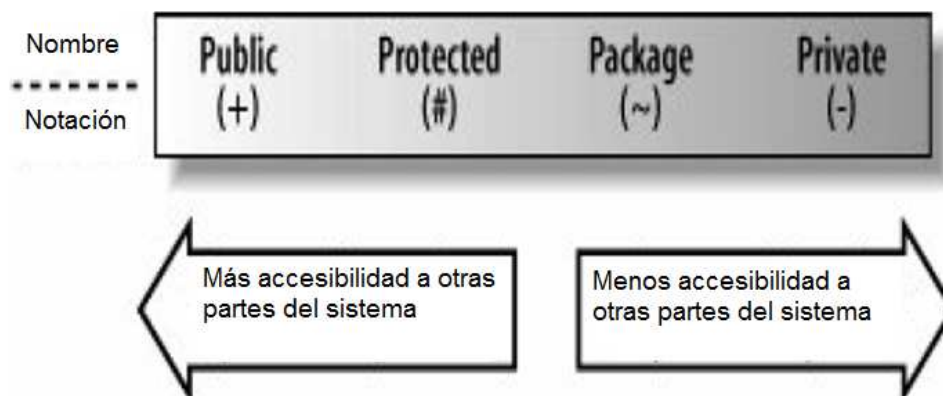 Nombre
Public Protected Package Private
Notación
(+) (#) (~) (-)
Más accesibilidad a otras
partes del sistema
Menos accesibilidad a
otras partes del sistema